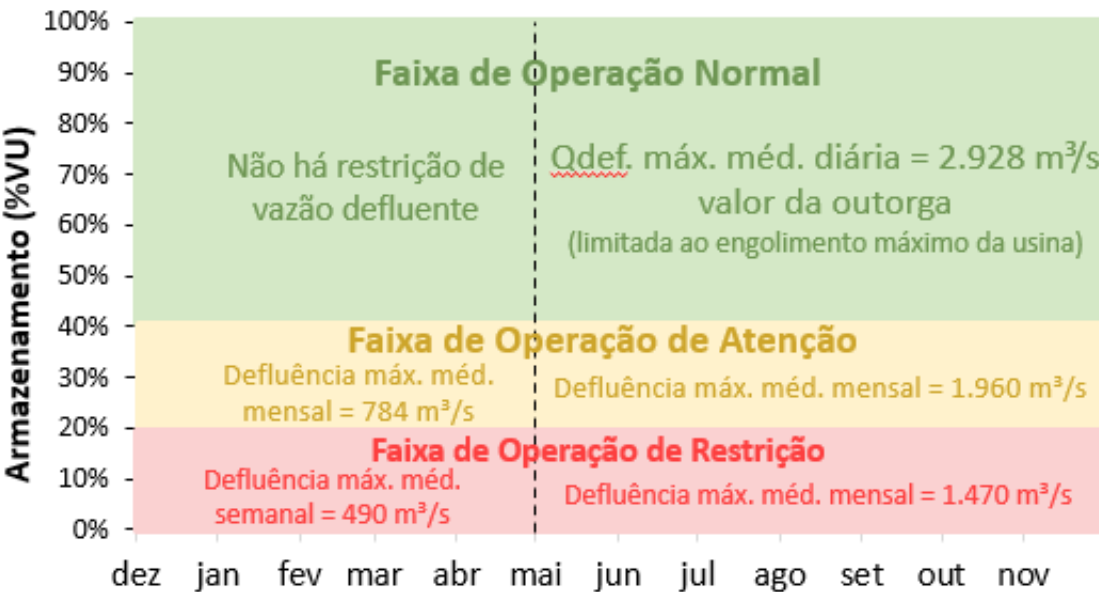 100%
90%
80%
70%
60%
50%
40%
30%
20%
10%
0%
Armazenamento (%VU)
Faixa de Operação Normal
Não há restrição de
vazão defluente
Qdef. máx. méd. diária = 2.928 m³/s
valor da outorga
(limitada ao engolimento máximo da usina)
Faixa de Operação de Atenção
Defluência máx. méd.
mensal = 784 m³/s
Defluência máx. méd. mensal = 1.960 m³/s
Faixa de Operação de Restrição
Defluência máx. méd.
semanal = 490 m³/s
Defluência máx. méd. mensal = 1.470 m³/s
dez jan fev mar abr mai jun jul ago set out nov